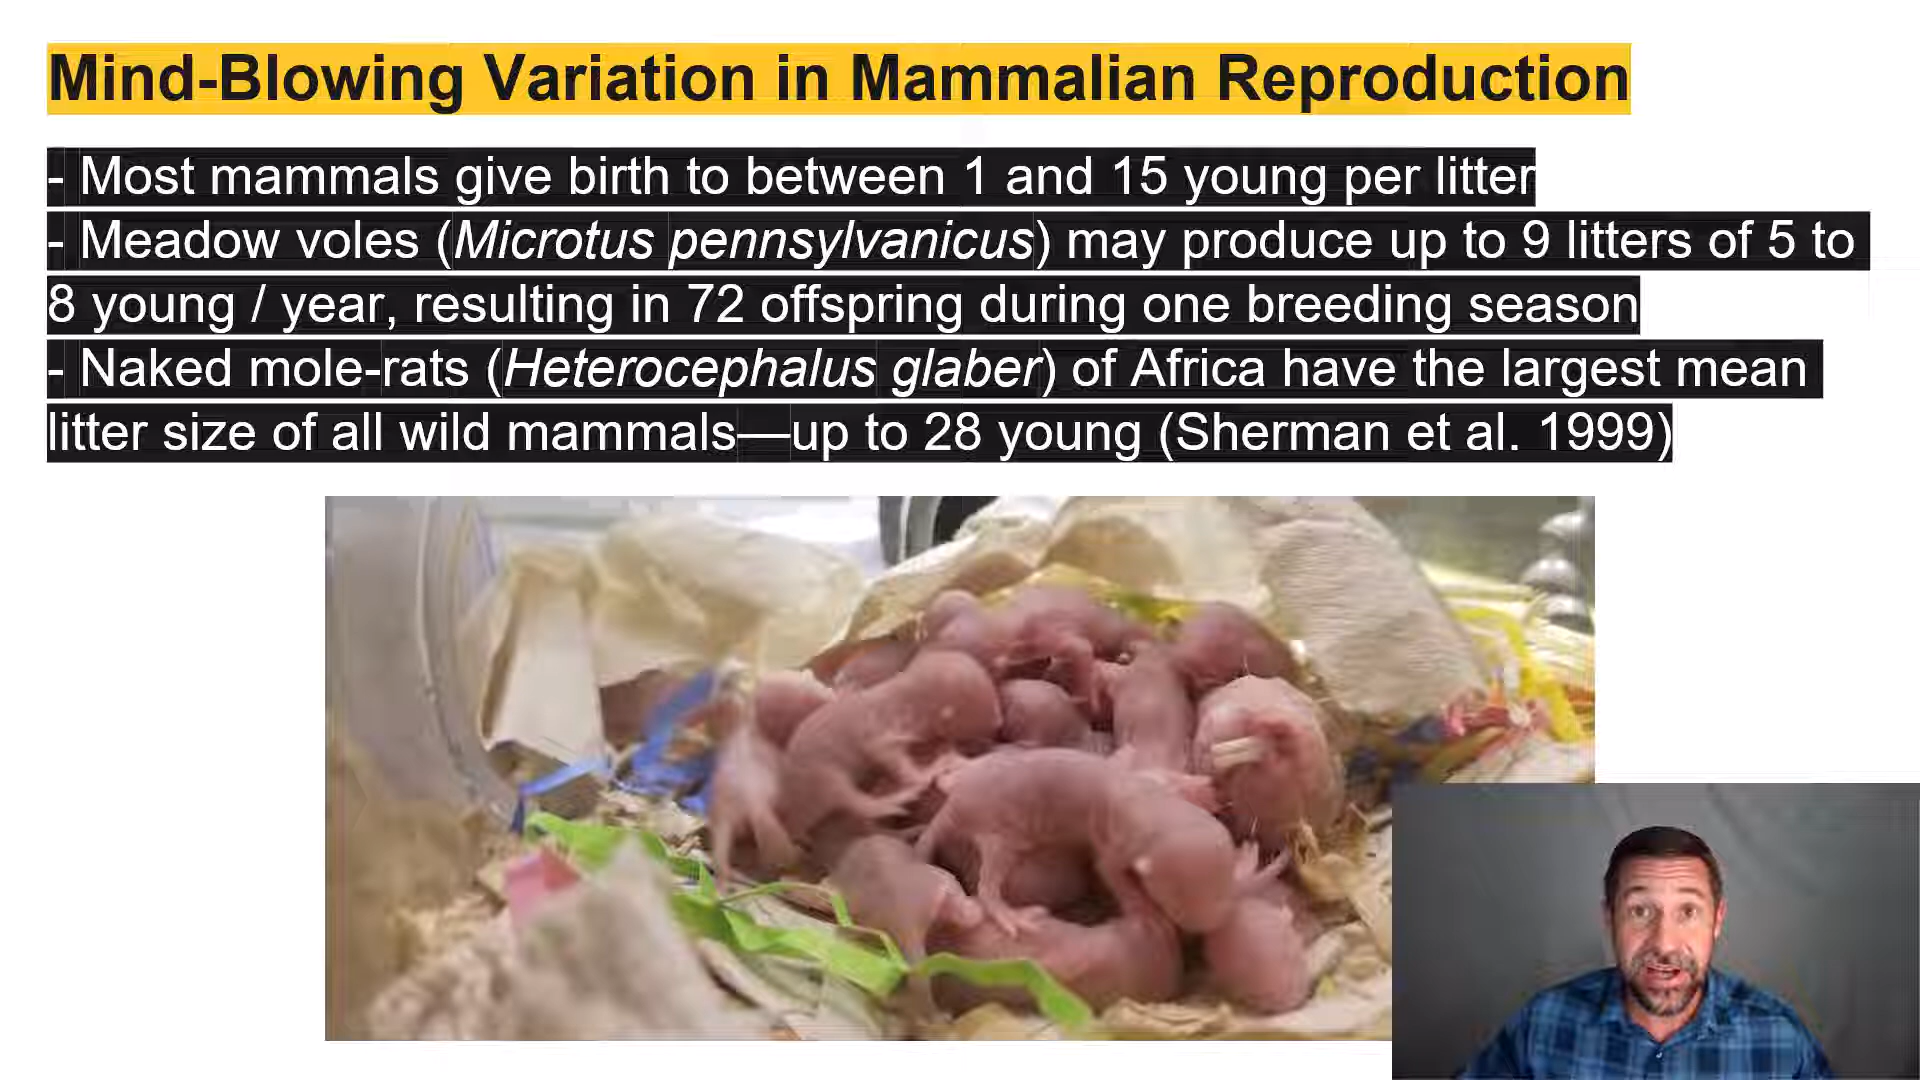 Mind-Blowing Variation in Mammalian Reproduction
- Most mammals give birth to between 1 and 15 young per litter
- Meadow voles (Microtus pennsylvanicus) may produce up to 9 litters of 5 to
8 young / year, resulting in 72 offspring during one breeding season
- Naked mole-rats (Heterocephalus glaber) of Africa have the largest mean
litter size of all wild mammals—up to 28 young (Sherman et al. 1999)